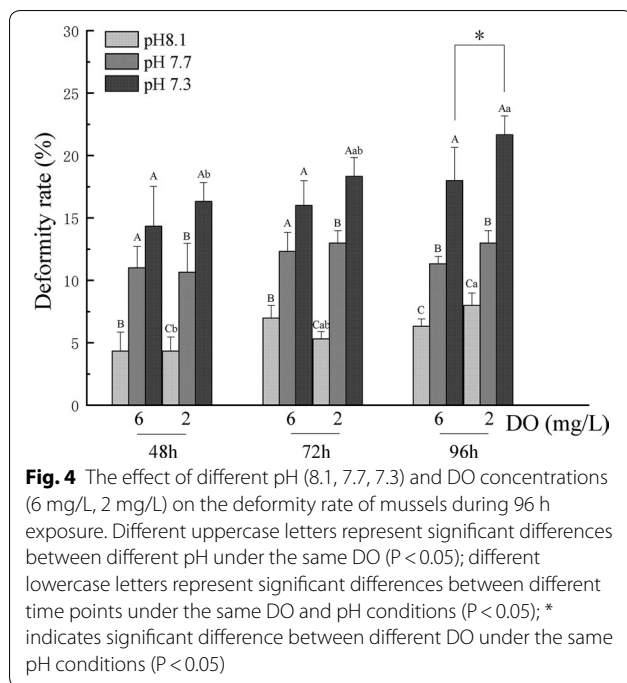 30
25
20
15
10
5
0
Deformity rate (%)
pH8.1
pH 7.7
pH 7.3
*
B A A Cb B Ab
B A A Cab B Aab
C B A Ca B Aa
6 2 6 2 6 2 DO (mg/L)
48h 72h 96h
Fig. 4 The effect of different pH (8.1, 7.7, 7.3) and DO concentrations
(6 mg/L, 2 mg/L) on the deformity rate of mussels during 96 h
exposure. Different uppercase letters represent significant differences
between different pH under the same DO (P < 0.05); different
lowercase letters represent significant differences between different
time points under the same DO and pH conditions (P < 0.05); *
indicates significant difference between different DO under the same
pH conditions (P < 0.05)